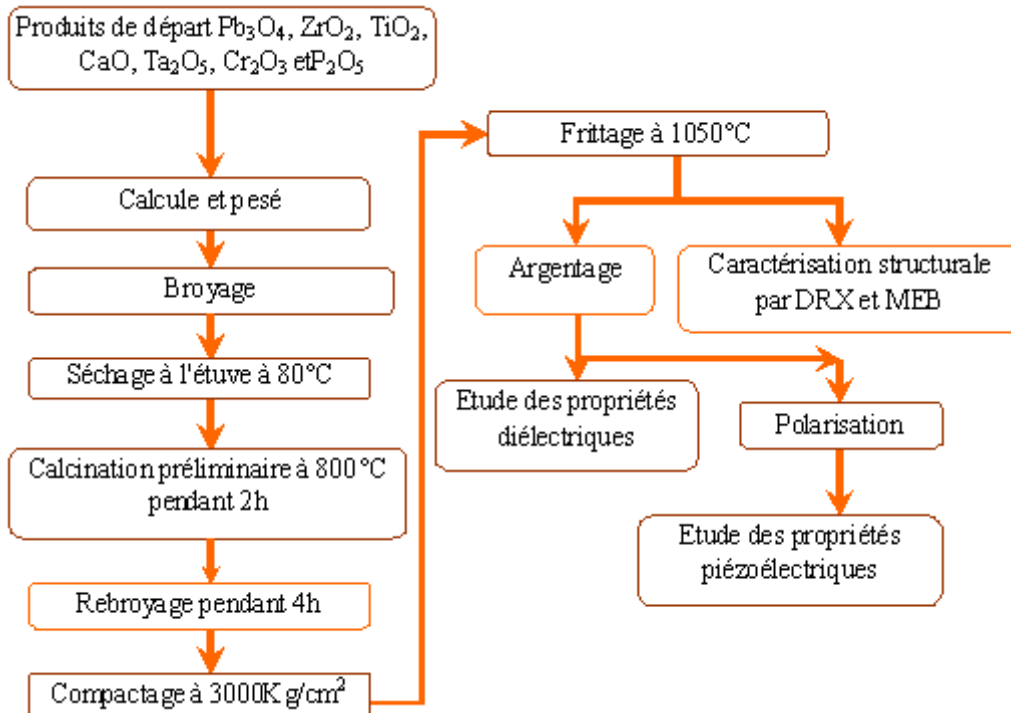 Produits de départ Pb₃O₄, ZrO₂, TiO₂,
CaO, Ta₂O₅, Cr₂O₃ etP₂O₅
Calcule et pesé
Broyage
Séchage à l'étuve à 80°C
Calcination préliminaire à 800°C
pendant 2h
Rebroyage pendant 4h
Compactage à 3000Kg/cm²
Frittage à 1050°C
Argentage
Caractérisation structurale
par DRX et MEB
Etude des propriétés
diélectriques
Polarisation
Etude des propriétés
piézoélectriques